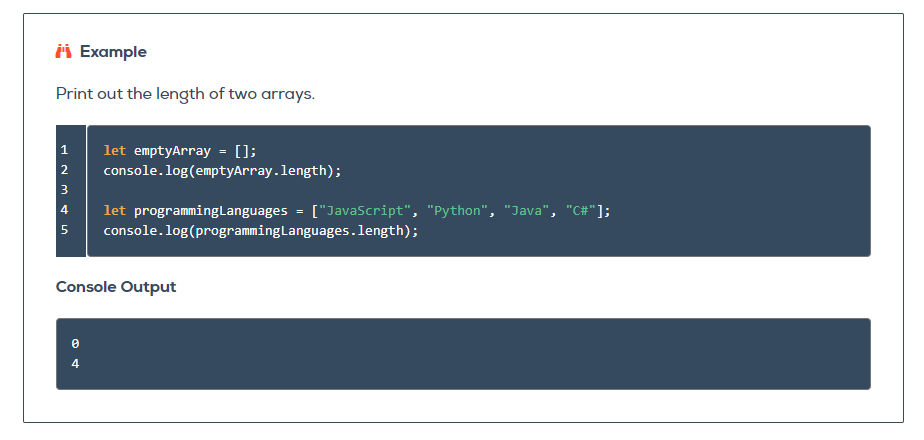 Example
Print out the length of two arrays.
1 let emptyArray = [];
2 console.log(emptyArray.length);
3
4 let programmingLanguages = ["JavaScript", "Python", "Java", "C#"];
5 console.log(programmingLanguages.length);
Console Output
0
4